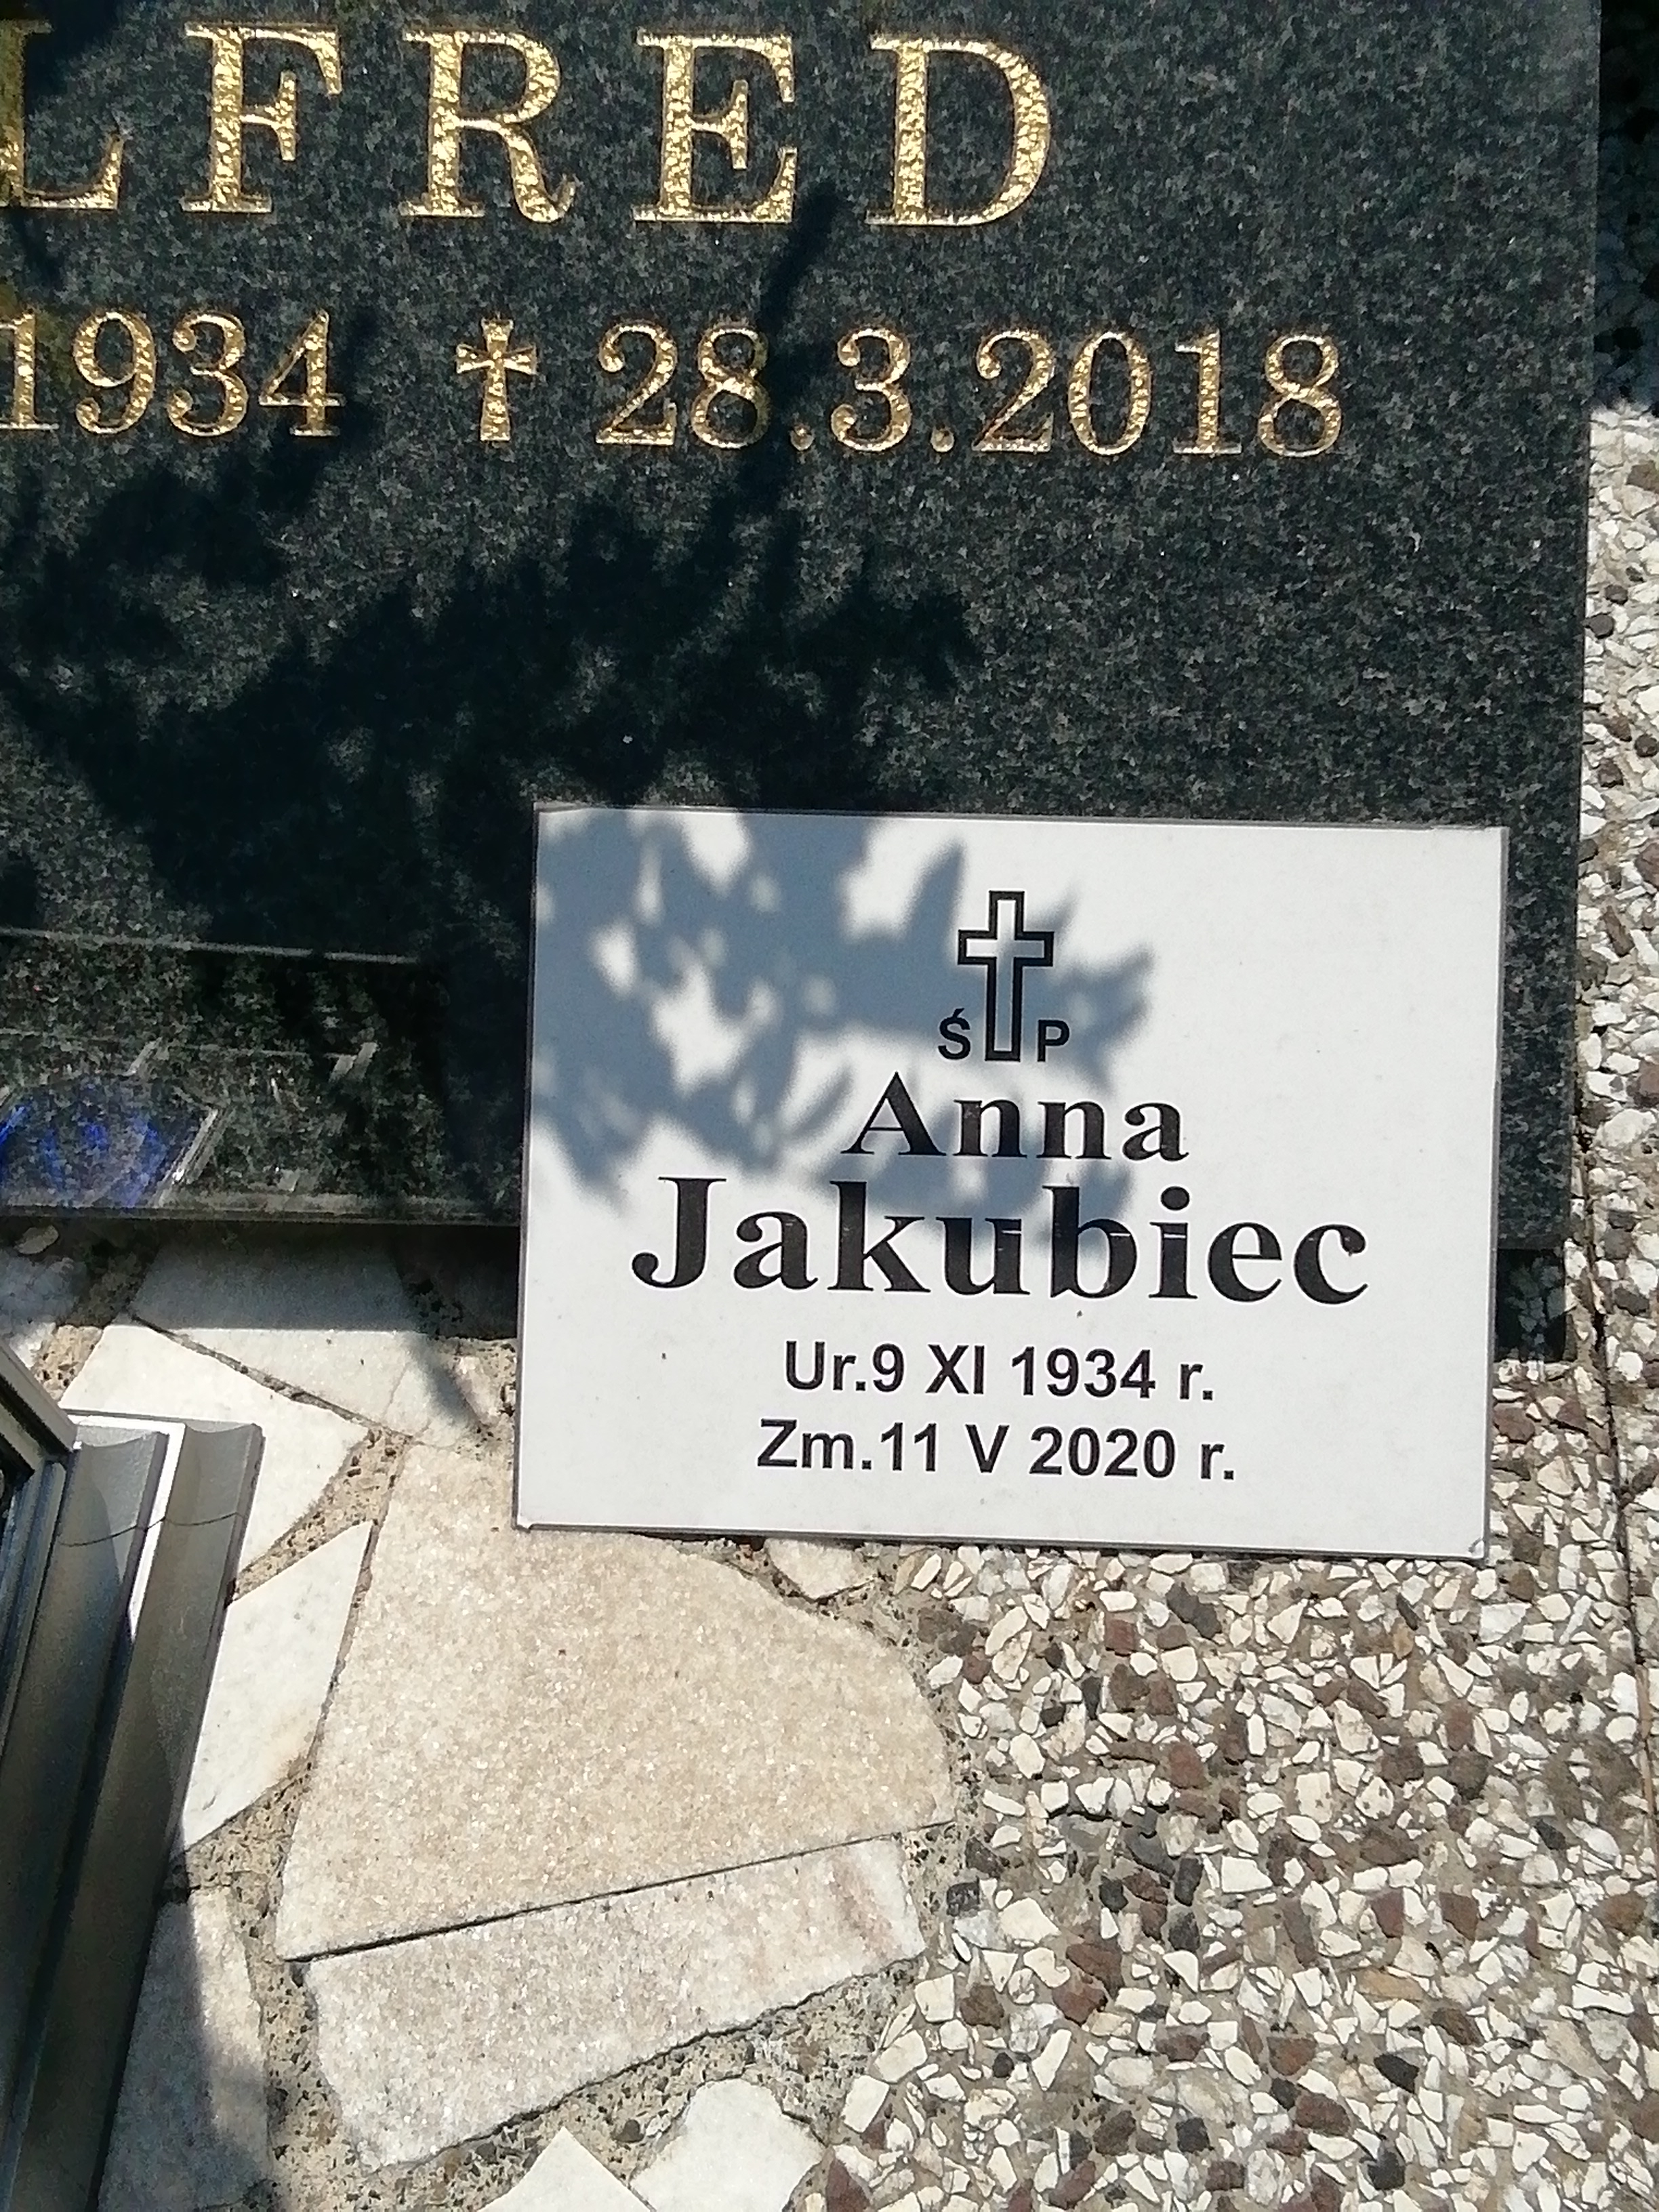 LFRED
1934 ✝ 28.3.2018
Ś P
Anna
Jakubiec
Ur.9 XI 1934 r.
Zm.11 V 2020 r.